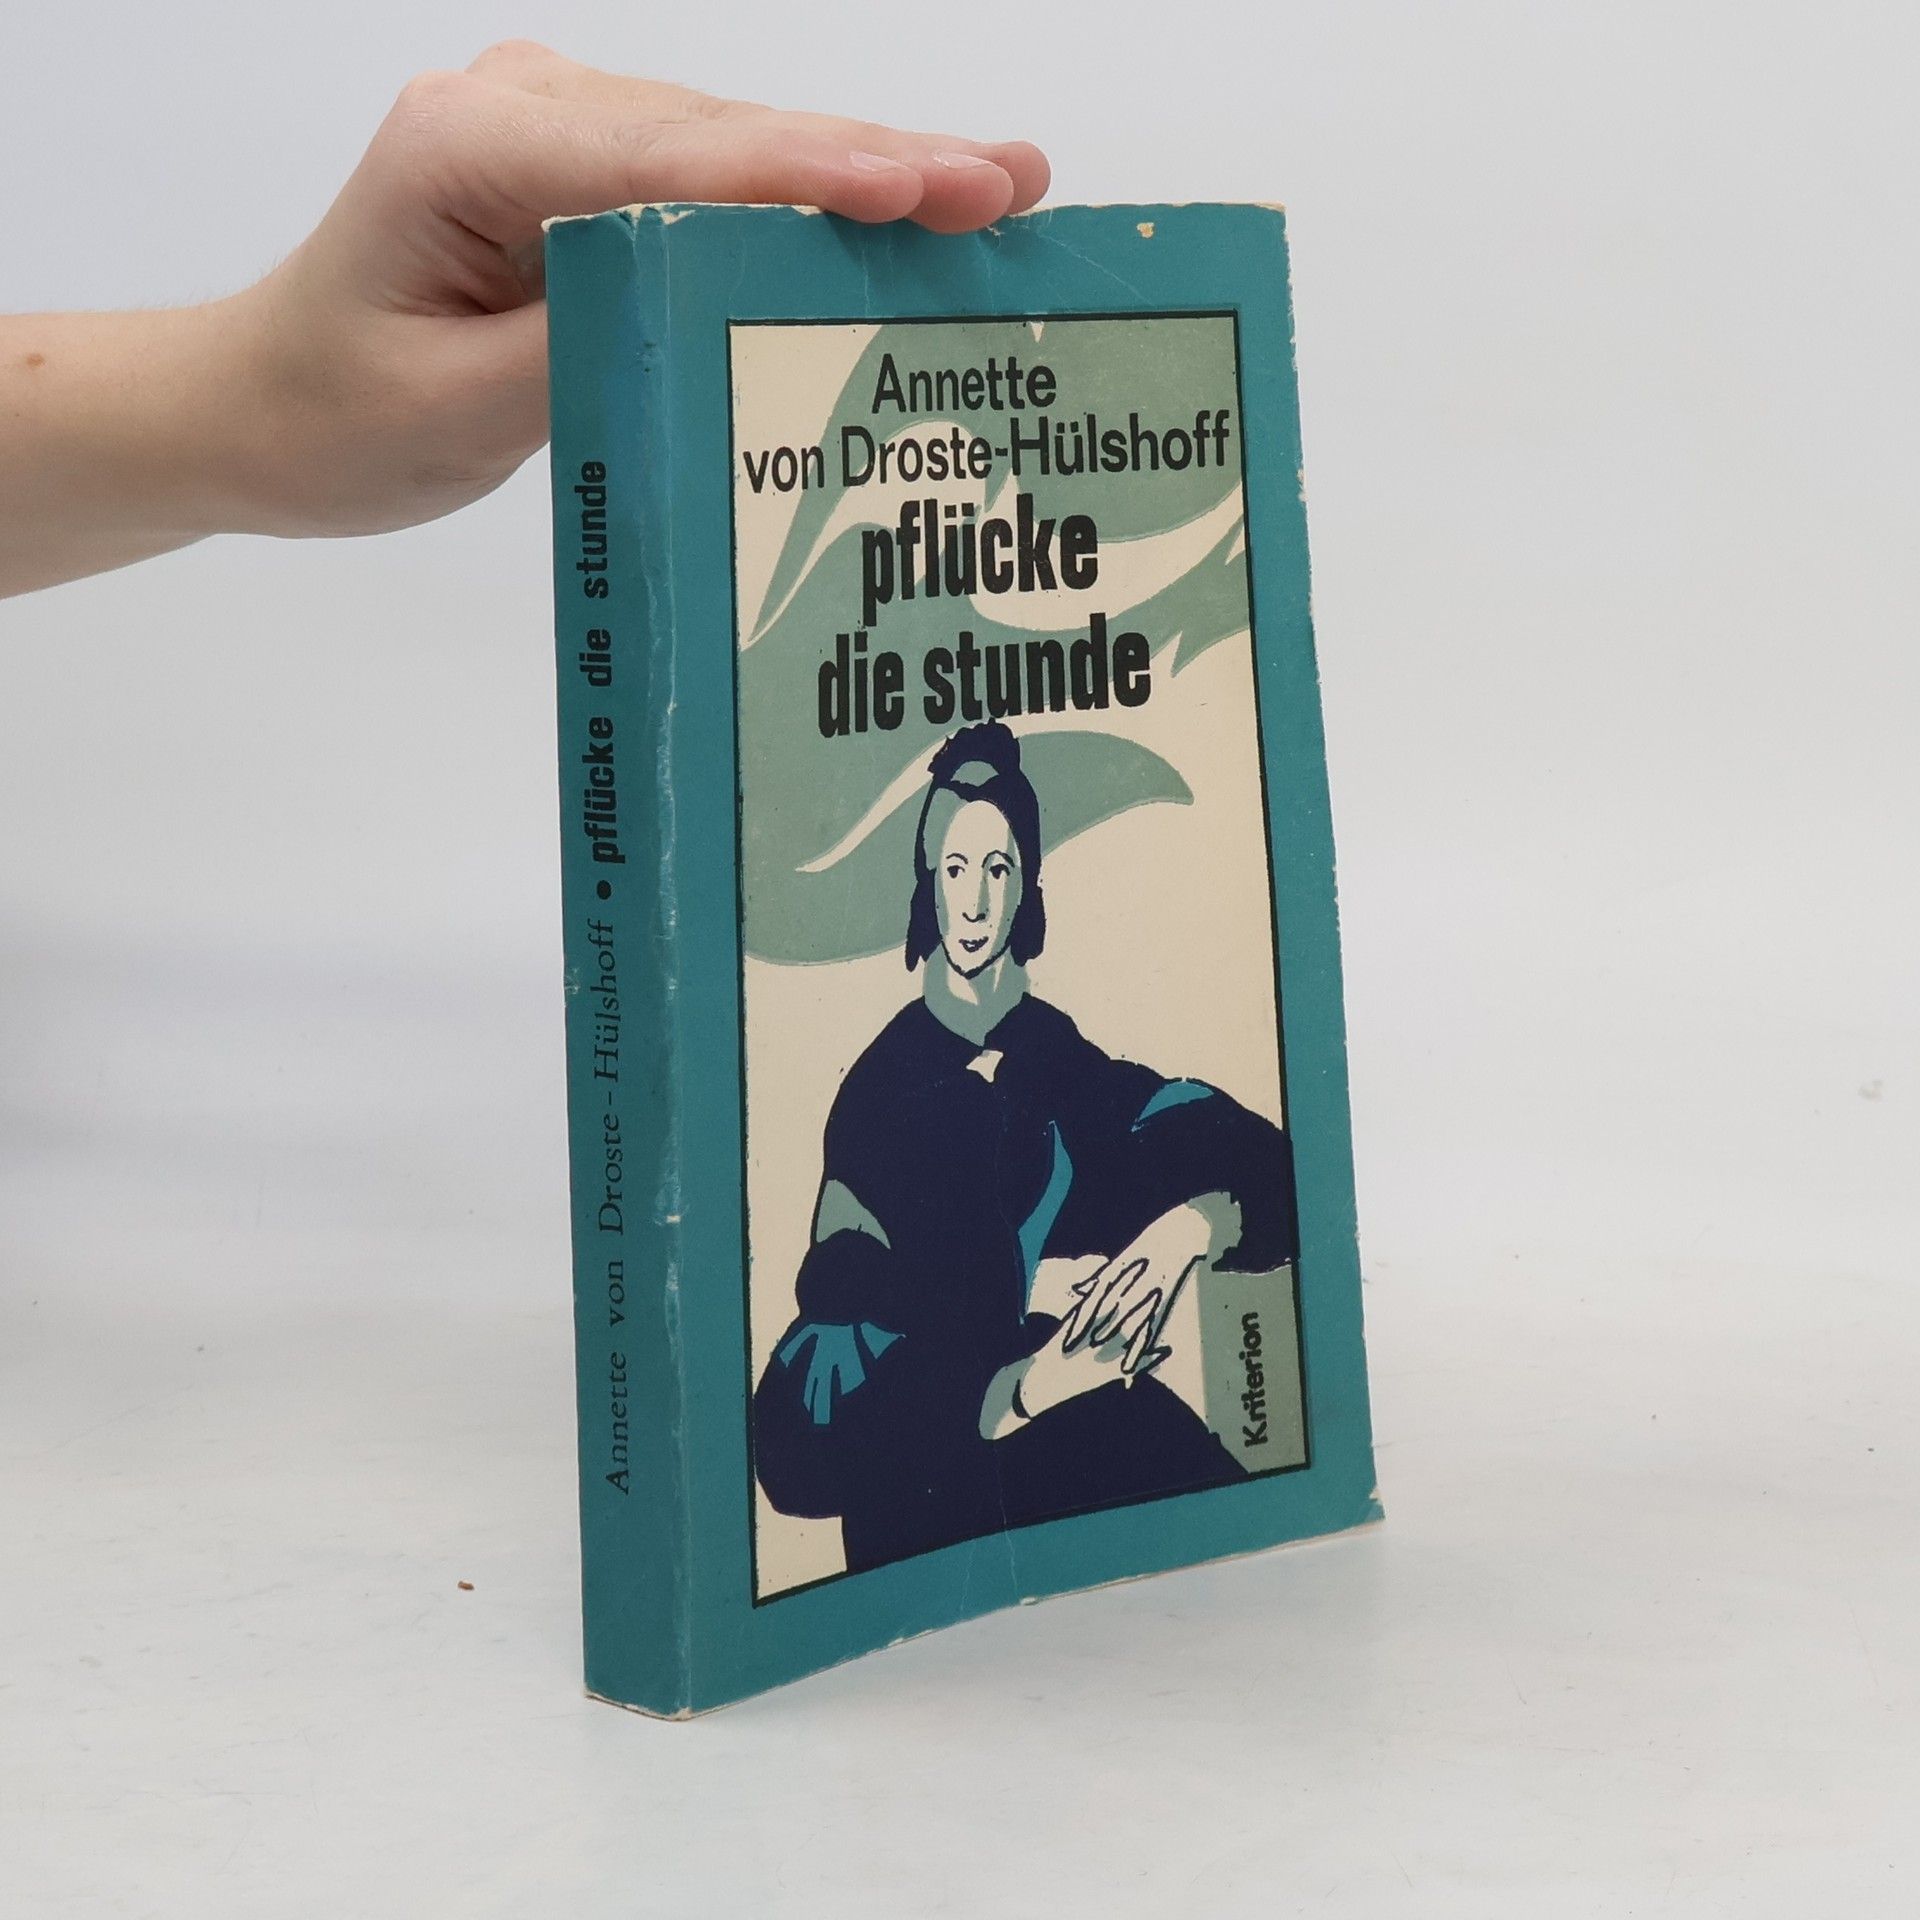 Annette
von Droste-Hülshoff
pflücke
die stunde
Kriterion
Annette von Droste-Hülshoff • pflücke die stunde